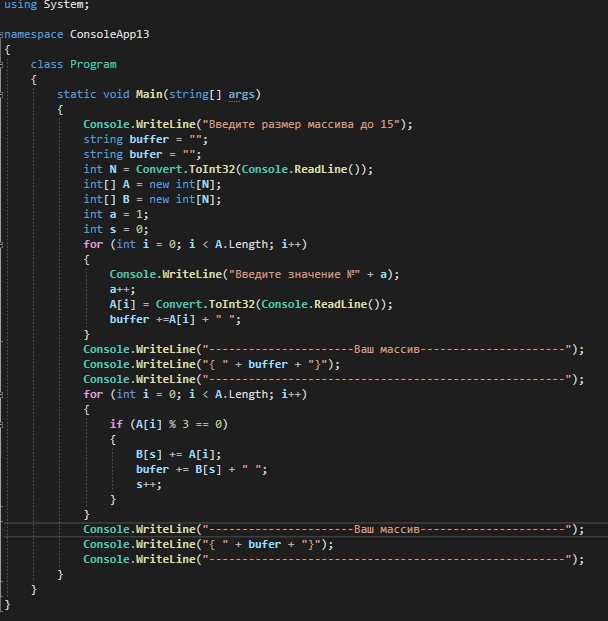 using System;
namespace ConsoleApp13
{
class Program
{
static void Main(string[] args)
{
Console.WriteLine("Введите размер массива до 15");
string buffer = "";
string bufer = "";
int N = Convert.ToInt32(Console.ReadLine());
int[] A = new int[N];
int[] B = new int[N];
int a = 1;
int s = 0;
for (int i = 0; i < A.Length; i++)
{
Console.WriteLine("Введите значение №" + a);
a++;
A[i] = Convert.ToInt32(Console.ReadLine());
buffer +=A[i] + " ";
}
Console.WriteLine("----------------------Ваш массив----------------------");
Console.WriteLine("{ " + buffer + "}");
Console.WriteLine("------------------------------------------------------");
for (int i = 0; i < A.Length; i++)
{
if (A[i] % 3 == 0)
{
B[s] += A[i];
bufer += B[s] + " ";
s++;
}
}
Console.WriteLine("----------------------Ваш массив----------------------");
Console.WriteLine("{ " + bufer + "}");
Console.WriteLine("------------------------------------------------------");
}
}
}